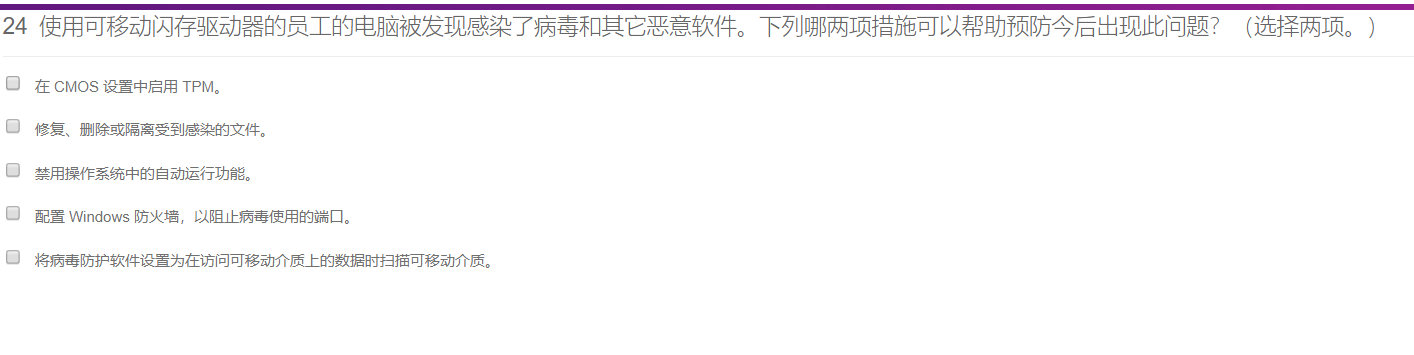 24 使用可移动闪存驱动器的员工的电脑被发现感染了病毒和其它恶意软件。下列哪两项措施可以帮助预防今后出现此问题？（选择两项。）
在 CMOS 设置中启用 TPM。
修复、删除或隔离受到感染的文件。
禁用操作系统中的自动运行功能。
配置 Windows 防火墙，以阻止病毒使用的端口。
将病毒防护软件设置为在访问可移动介质上的数据时扫描可移动介质。